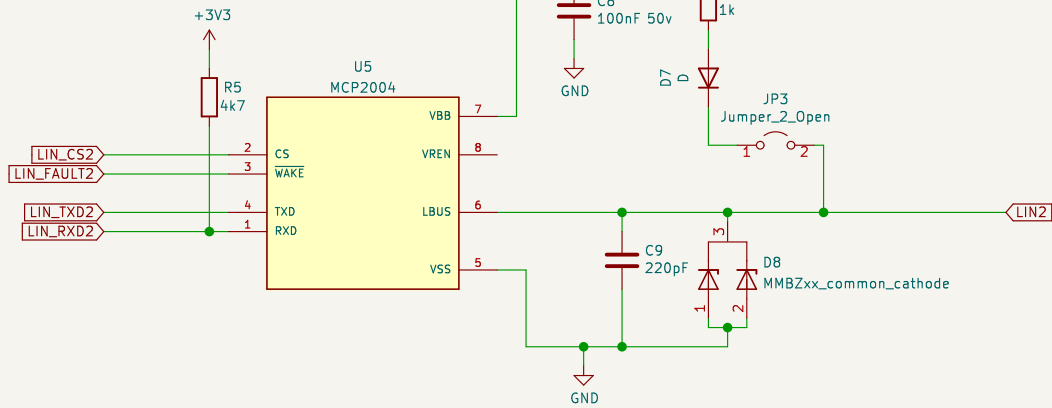 +3V3
C8
100nF 50v
1k
R5
4k7
U5
MCP2004
D7
D
GND
JP3
Jumper_2_Open
1
2
VBB
7
LIN_CS2
2
CS
VREN
8
LIN_FAULT2
3
WAKE
LIN_TXD2
4
TXD
LBUS
6
LIN2
LIN_RXD2
1
RXD
3
C9
220pF
D8
MMBZxx_common_cathode
VSS
5
1
2
GND